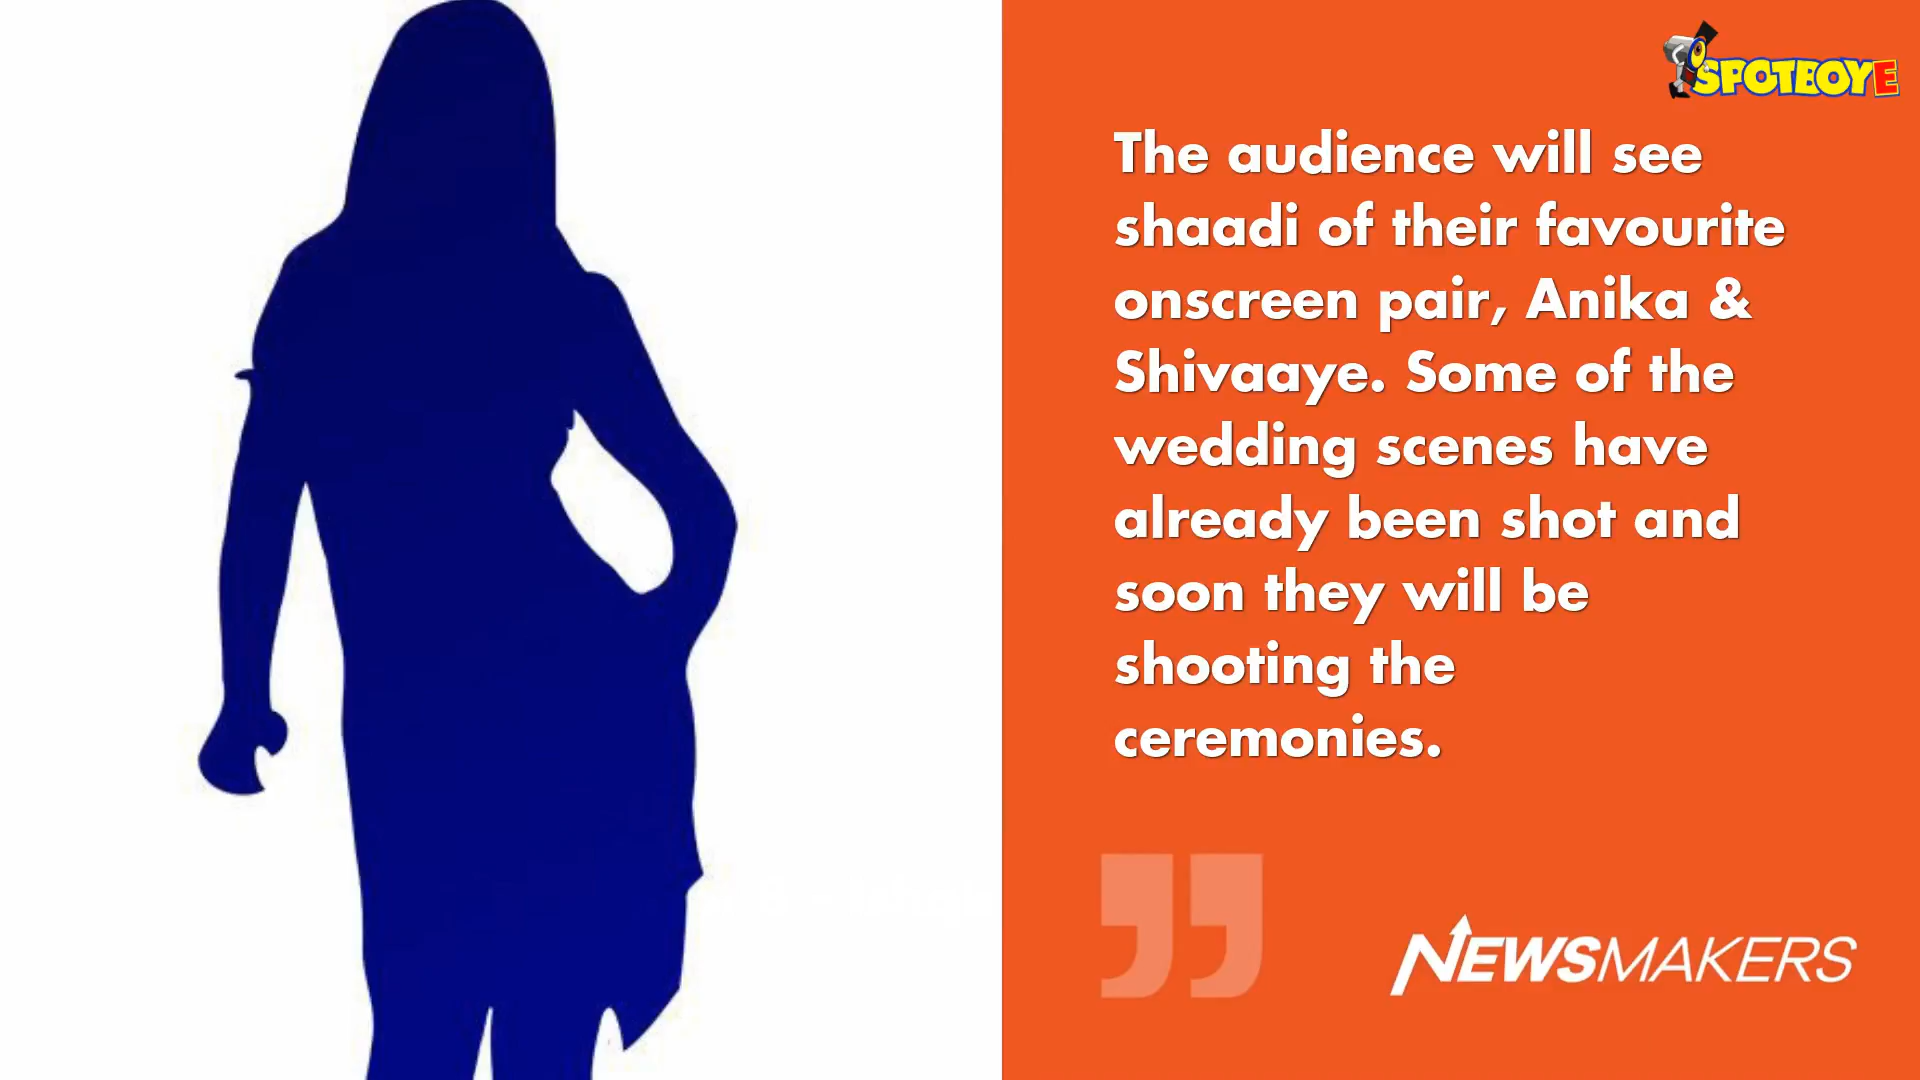 SPOTBOYE
The audience will see
shaadi of their favourite
onscreen pair, Anika &
Shivaaye. Some of the
wedding scenes have
already been shot and
soon they will be
shooting the
ceremonies.
”
NEWSMAKERS